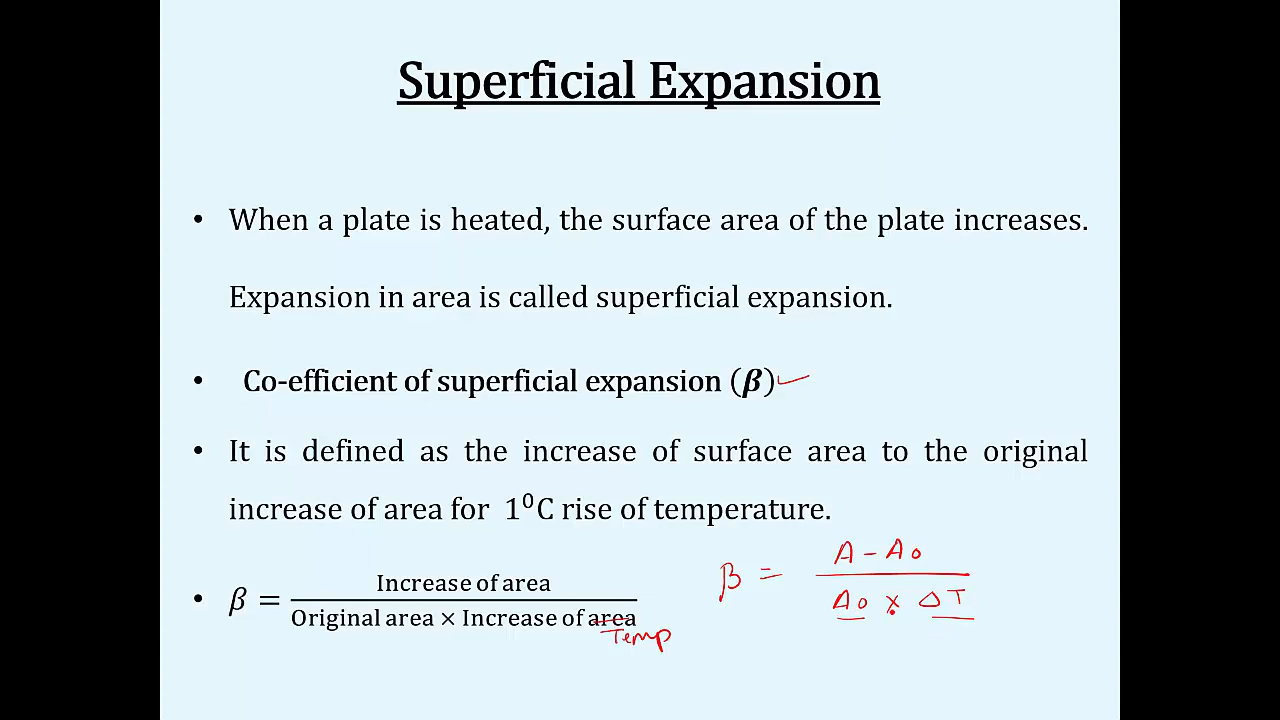 Superficial Expansion
• When a plate is heated, the surface area of the plate increases.
Expansion in area is called superficial expansion.
• Co-efficient of superficial expansion (β)
• It is defined as the increase of surface area to the original
increase of area for 1⁰C rise of temperature.
• β = Increase of area / Original area × Increase of area
Temp
β = A - A₀ / A₀ × ΔT